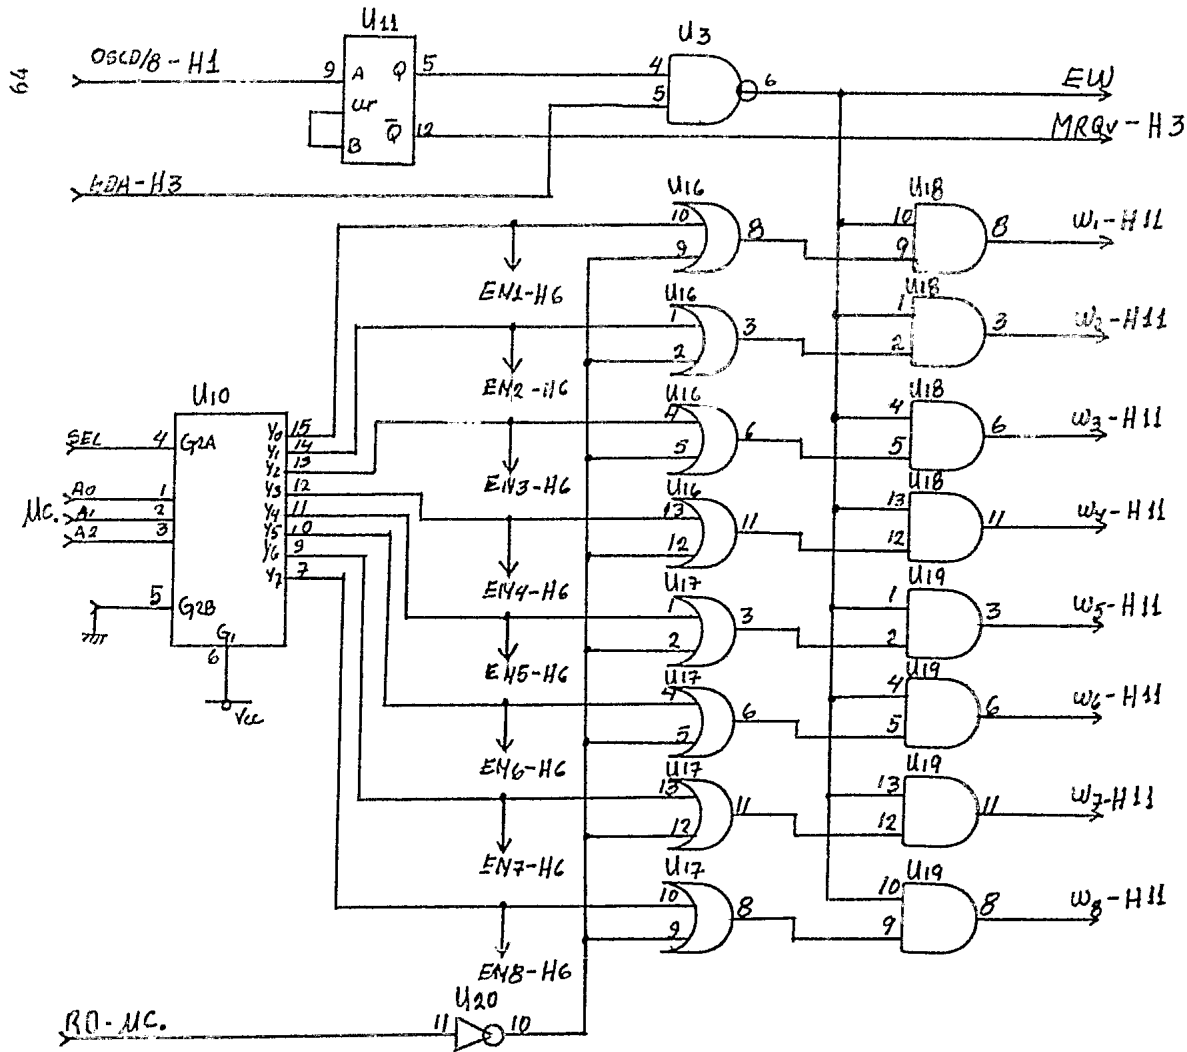 64
U11
U3
OSCD/8-H1
9 A Q 5
4
5
6
EW
Wr
B Q 12
MRQv-H3
U16
10
9
8
U18
10
9
8
W1-H11
EN1-H6
U16
1
2
3
U18
1
2
3
W2-H11
EN2-H6
U10
U16
4
5
6
U18
4
5
6
W3-H11
SEL 4 G2A
Y0 15
Y1 14
Y2 13
Y3 12
Y4 11
Y5 10
Y6 9
Y7 7
EN3-H6
A0 1
µC. A1 2
A2 3
U16
13
12
11
U18
13
12
11
W4-H11
EN4-H6
5 G2B
G1
6
Vcc
U17
1
2
3
U19
1
2
3
W5-H11
EN5-H6
U17
4
5
6
U19
4
5
6
W6-H11
EN6-H6
U17
13
12
11
U19
13
12
11
W7-H11
EN7-H6
U17
10
9
8
U19
10
9
8
W8-H11
EN8-H6
U20
RD-µC. 11 10